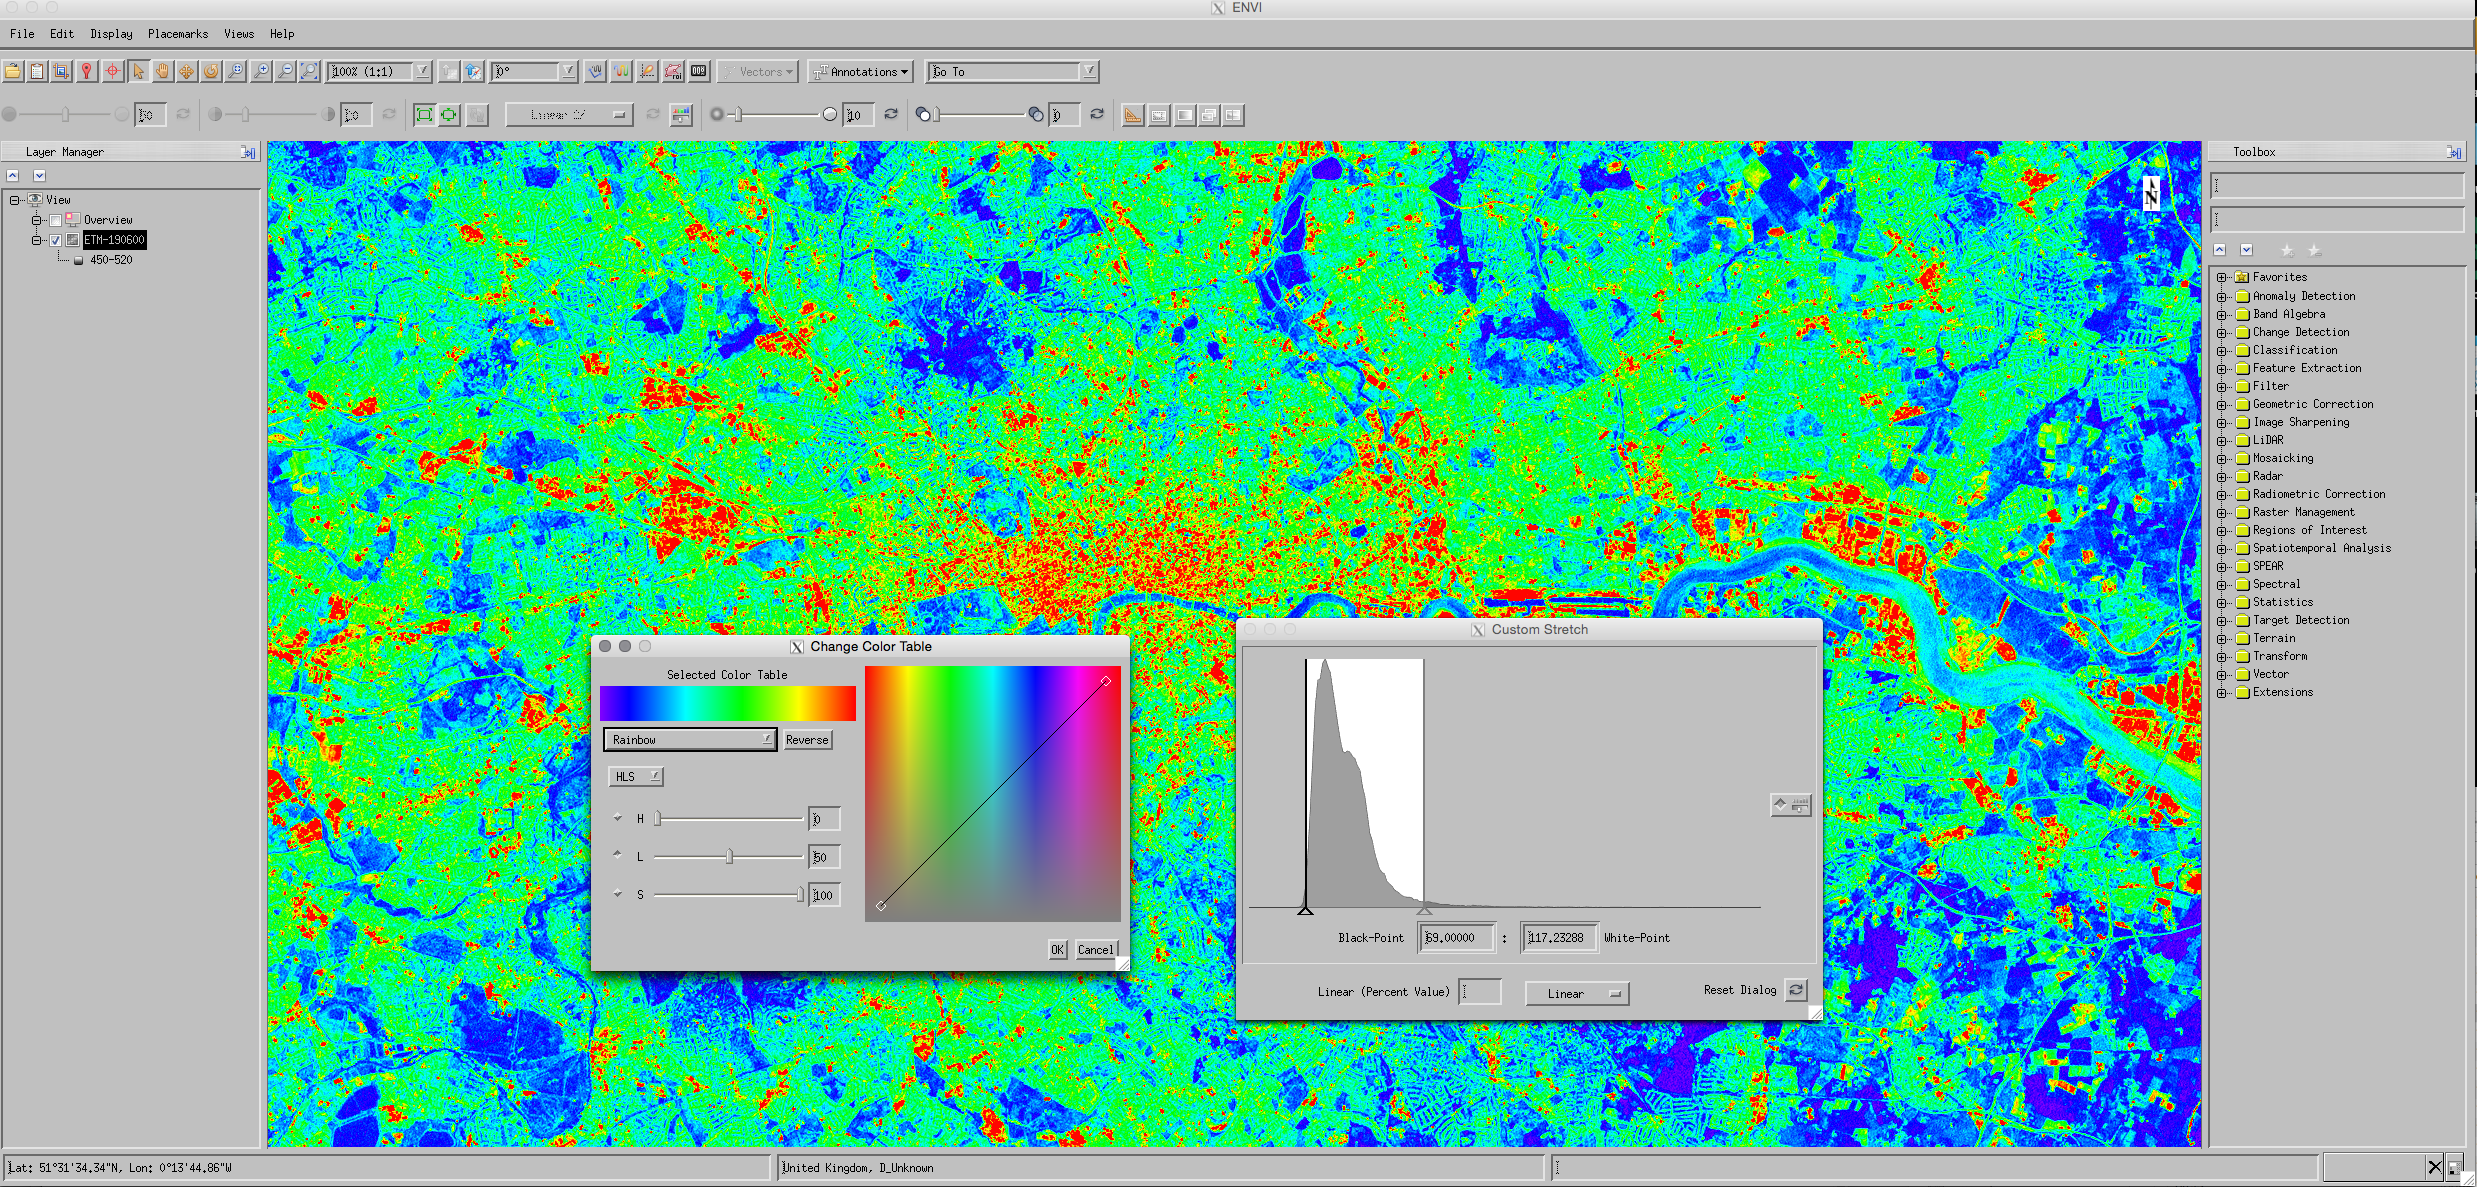 ENVI
File Edit Display Placemarks Views Help
100% (1:1) 0° Vectors Annotations Go To
10 0
Layer Manager
View
Overview
ETM-190600
450-520
N
Change Color Table
Selected Color Table
Rainbow Reverse
HLS
H 0
L 50
S 100
OK Cancel
Custom Stretch
Black-Point 69.00000 : 117.23288 White-Point
Linear (Percent Value) Linear Reset Dialog
Toolbox
Favorites
Anomaly Detection
Band Algebra
Change Detection
Classification
Feature Extraction
Filter
Geometric Correction
Image Sharpening
LiDAR
Mosaicking
Radar
Radiometric Correction
Raster Management
Regions of Interest
Spatiotemporal Analysis
SPEAR
Spectral
Statistics
Target Detection
Terrain
Transform
Vector
Extensions
Lat: 51°31'34.34"N, Lon: 0°13'44.86"W
United Kingdom, D_Unknown